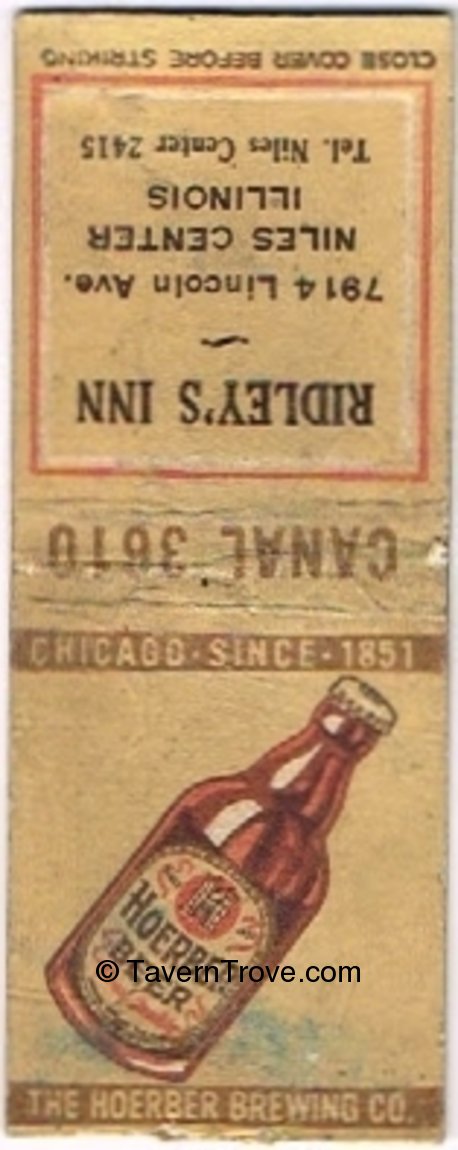 CLOSE COVER BEFORE STRIKING
RIDLEY'S INN
7914 Lincoln Ave.
NILES CENTER
ILLINOIS
Tel. Niles Center 2415
CANAL 3610
CHICAGO-SINCE-1851
HOERBER
BEER
© TavernTrove.com
THE HOERBER BREWING CO.